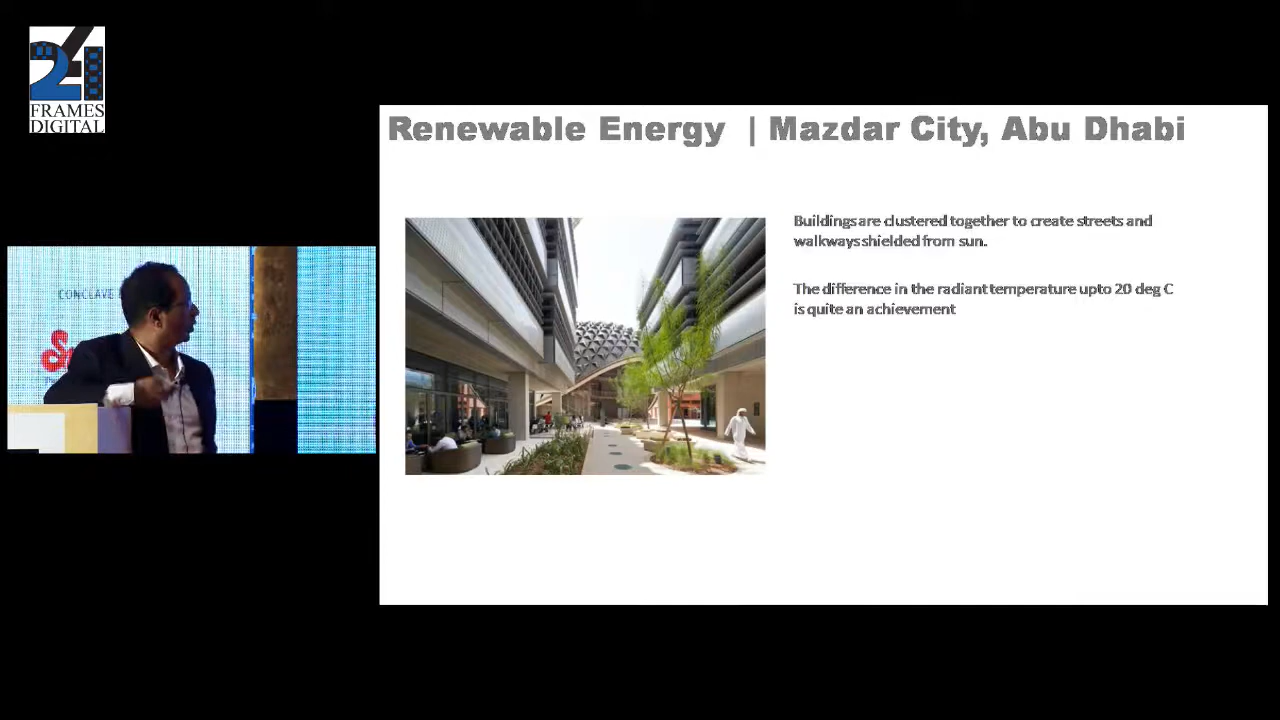 24
FRAMES
DIGITAL
Renewable Energy | Mazdar City, Abu Dhabi
Buildings are clustered together to create streets and
walkways shielded from sun.
The difference in the radiant temperature upto 20 deg C
is quite an achievement
CONCLAVE